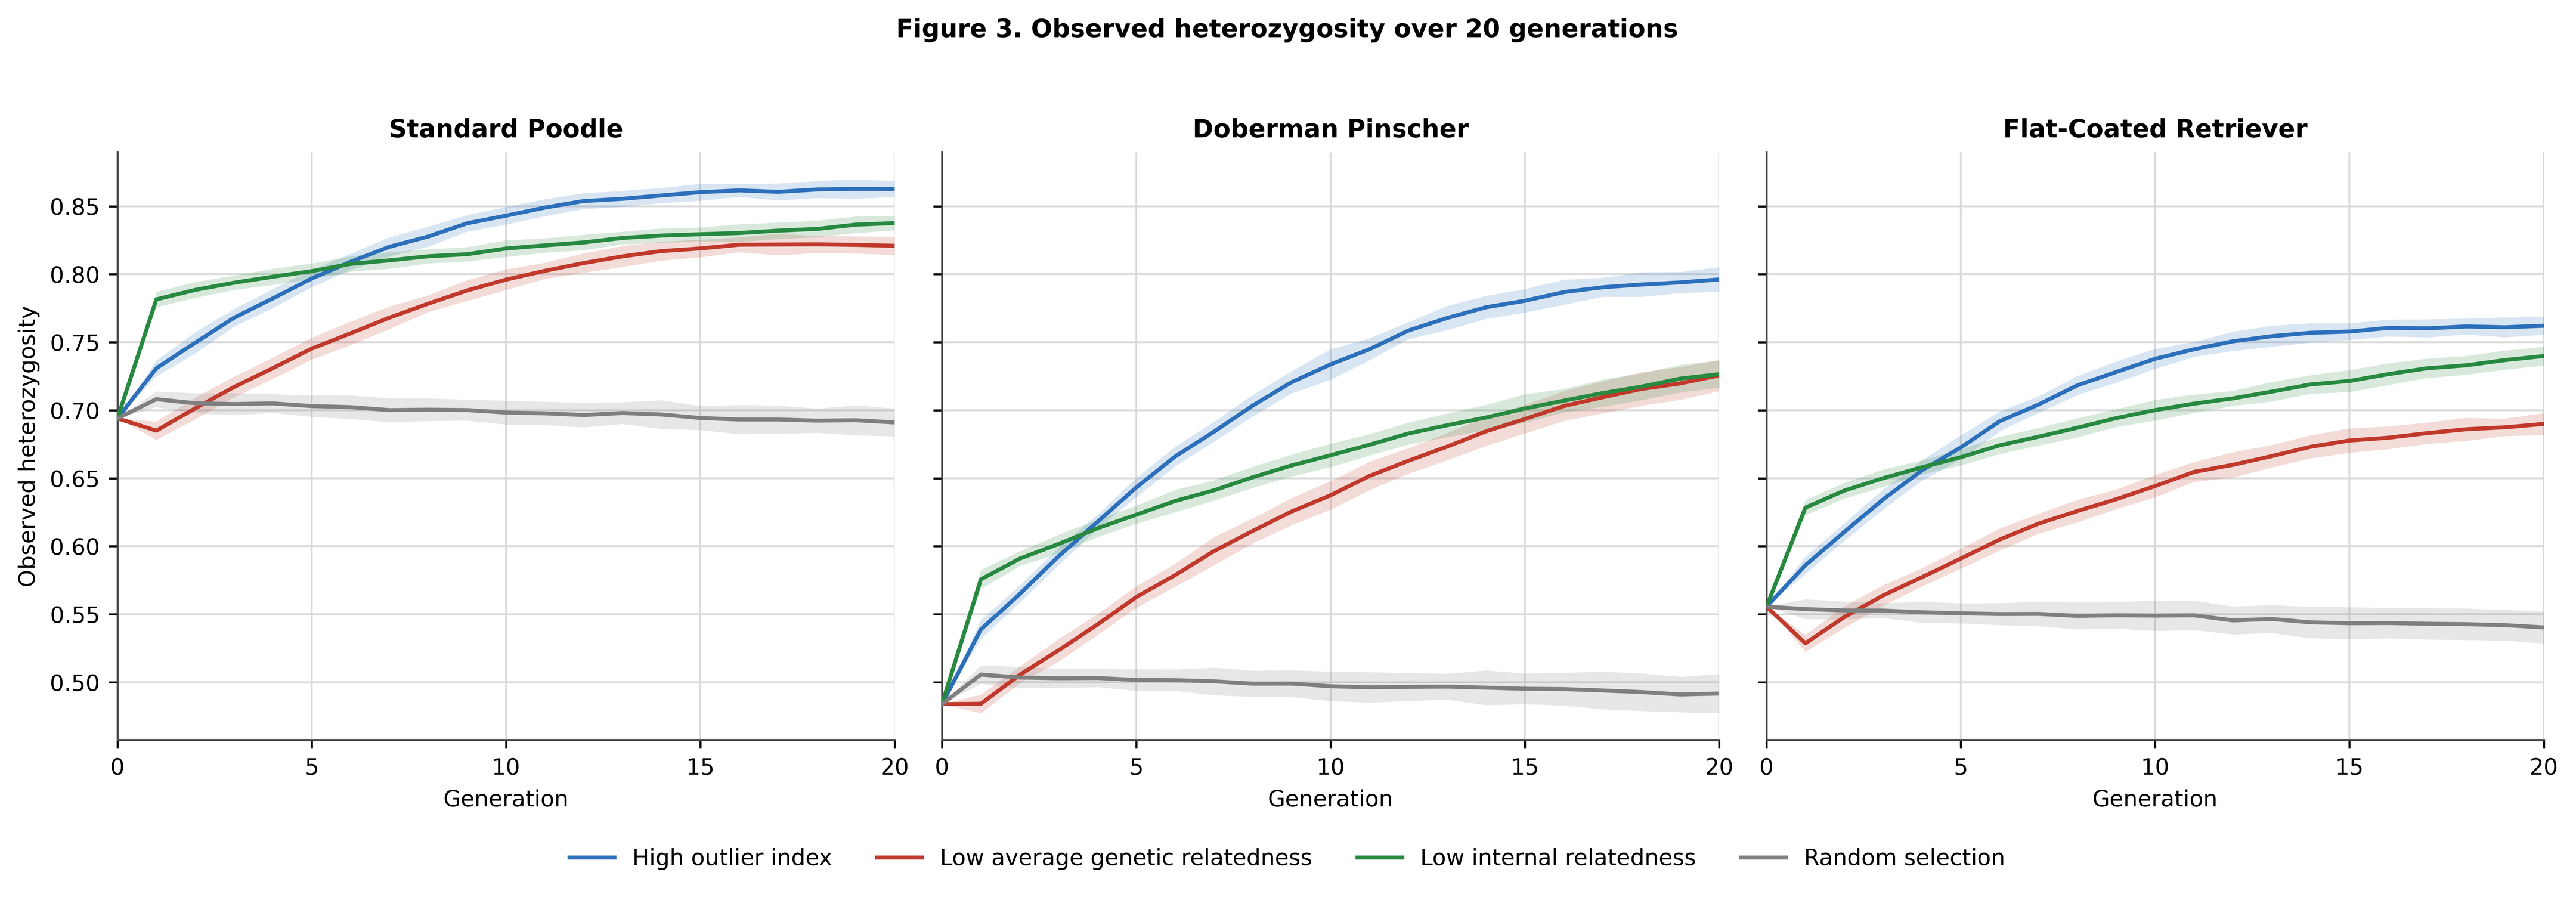 Figure 3. Observed heterozygosity over 20 generations
Standard Poodle
Doberman Pinscher
Flat-Coated Retriever
Observed heterozygosity
0.85
0.80
0.75
0.70
0.65
0.60
0.55
0.50
0 5 10 15 20
0 5 10 15 20
0 5 10 15 20
Generation
Generation
Generation
High outlier index
Low average genetic relatedness
Low internal relatedness
Random selection